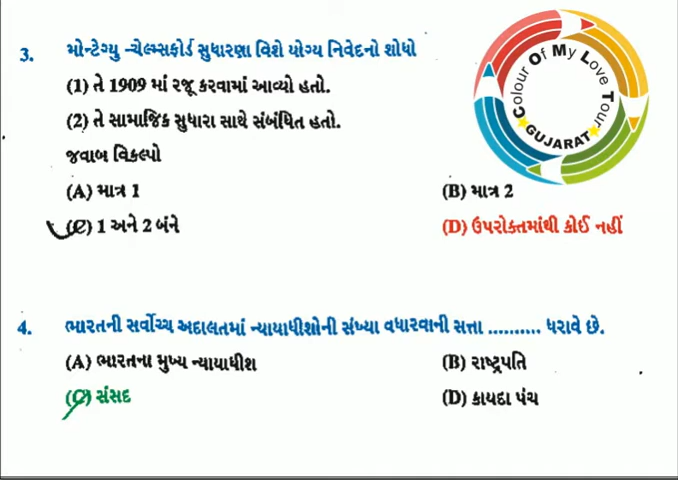 3. મોન્ટેગ્યુ -ચેલ્મ્સફોર્ડ સુધારણા વિશે યોગ્ય નિવેદનો શોધો
(1) તે 1909 માં રજૂ કરવામાં આવ્યો હતો.
(2) તે સામાજિક સુધારા સાથે સંબંધિત હતો.
જવાબ વિકલ્પો
(A) માત્ર 1
(B) માત્ર 2
(C) 1 અને 2 બંને
(D) ઉપરોક્તમાંથી કોઈ નહીં
Colour Of My Love Tour
GUJARAT
4. ભારતની સર્વોચ્ચ અદાલતમાં ન્યાયાધીશોની સંખ્યા વધારવાની સત્તા .......... ધરાવે છે.
(A) ભારતના મુખ્ય ન્યાયાધીશ
(B) રાષ્ટ્રપતિ
(C) સંસદ
(D) કાયદા પંચ